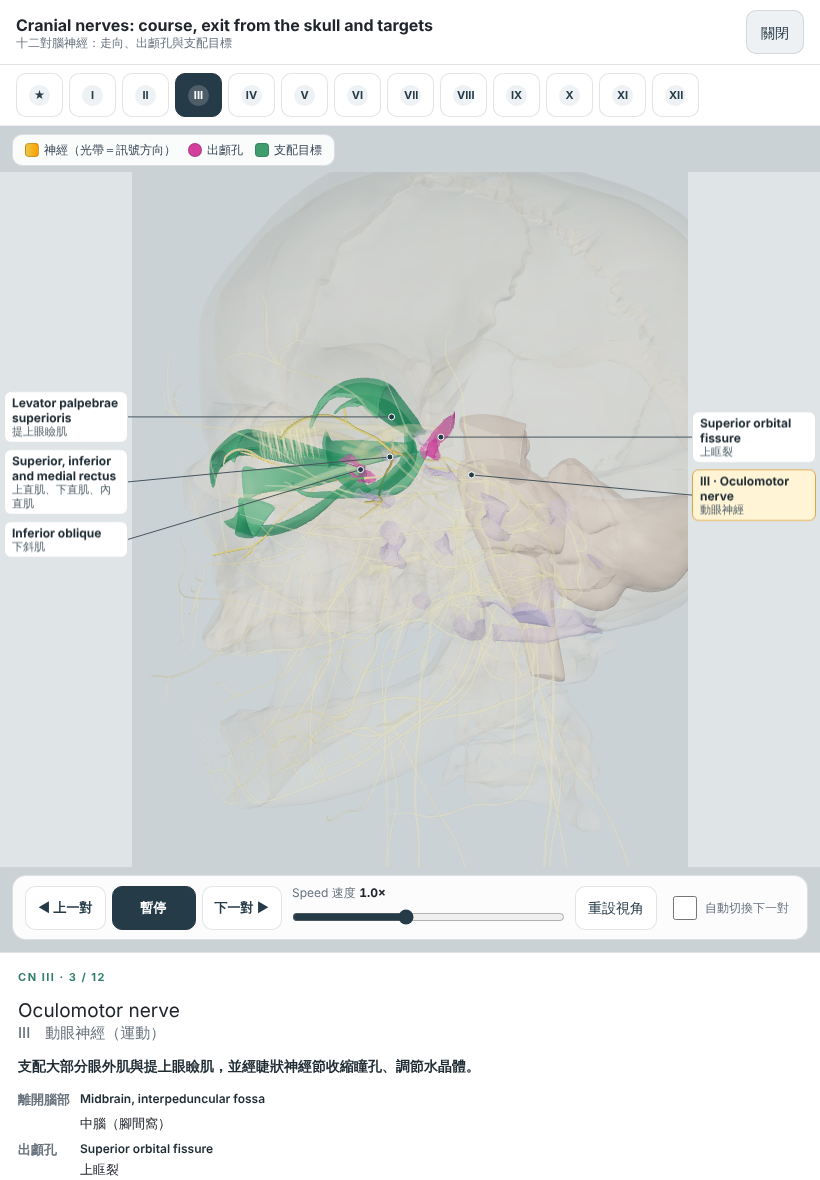 Cranial nerves: course, exit from the skull and targets
十二對腦神經：走向、出顱孔與支配目標
關閉
★
I
II
III
IV
V
VI
VII
VIII
IX
X
XI
XII
神經（光帶＝訊號方向）
出顱孔
支配目標
Levator palpebrae
superioris
提上眼瞼肌
Superior, inferior
and medial rectus
上直肌、下直肌、內
直肌
Inferior oblique
下斜肌
Superior orbital
fissure
上眶裂
III · Oculomotor
nerve
動眼神經
◀ 上一對
暫停
下一對 ▶
Speed 速度 1.0×
重設視角
自動切換下一對
CN III · 3 / 12
Oculomotor nerve
III　動眼神經（運動）
支配大部分眼外肌與提上眼瞼肌，並經睫狀神經節收縮瞳孔、調節水晶體。
離開腦部 Midbrain, interpeduncular fossa
中腦（腳間窩）
出顱孔 Superior orbital fissure
上眶裂